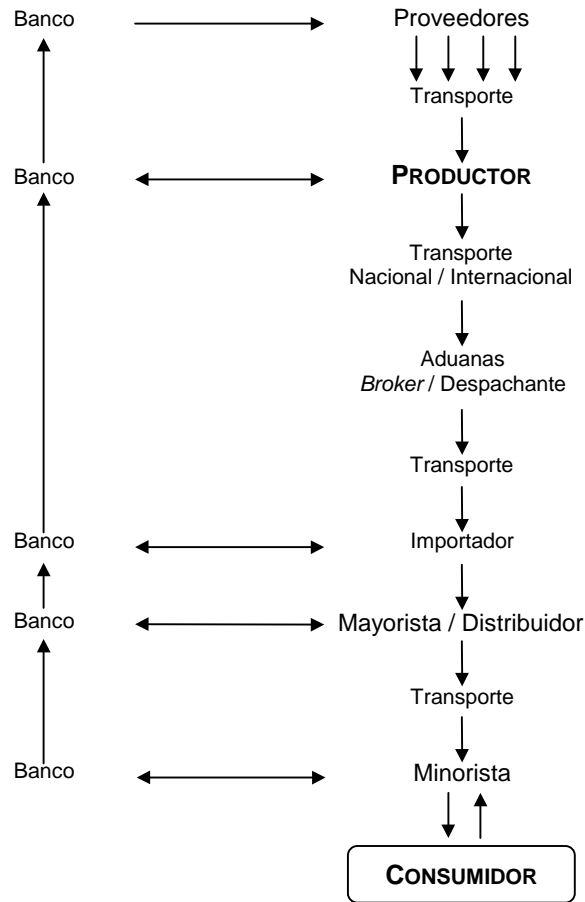 Banco
Proveedores
Transporte
Banco
PRODUCTOR
Transporte
Nacional / Internacional
Aduanas
Broker / Despachante
Transporte
Banco
Importador
Banco
Mayorista / Distribuidor
Transporte
Banco
Minorista
CONSUMIDOR